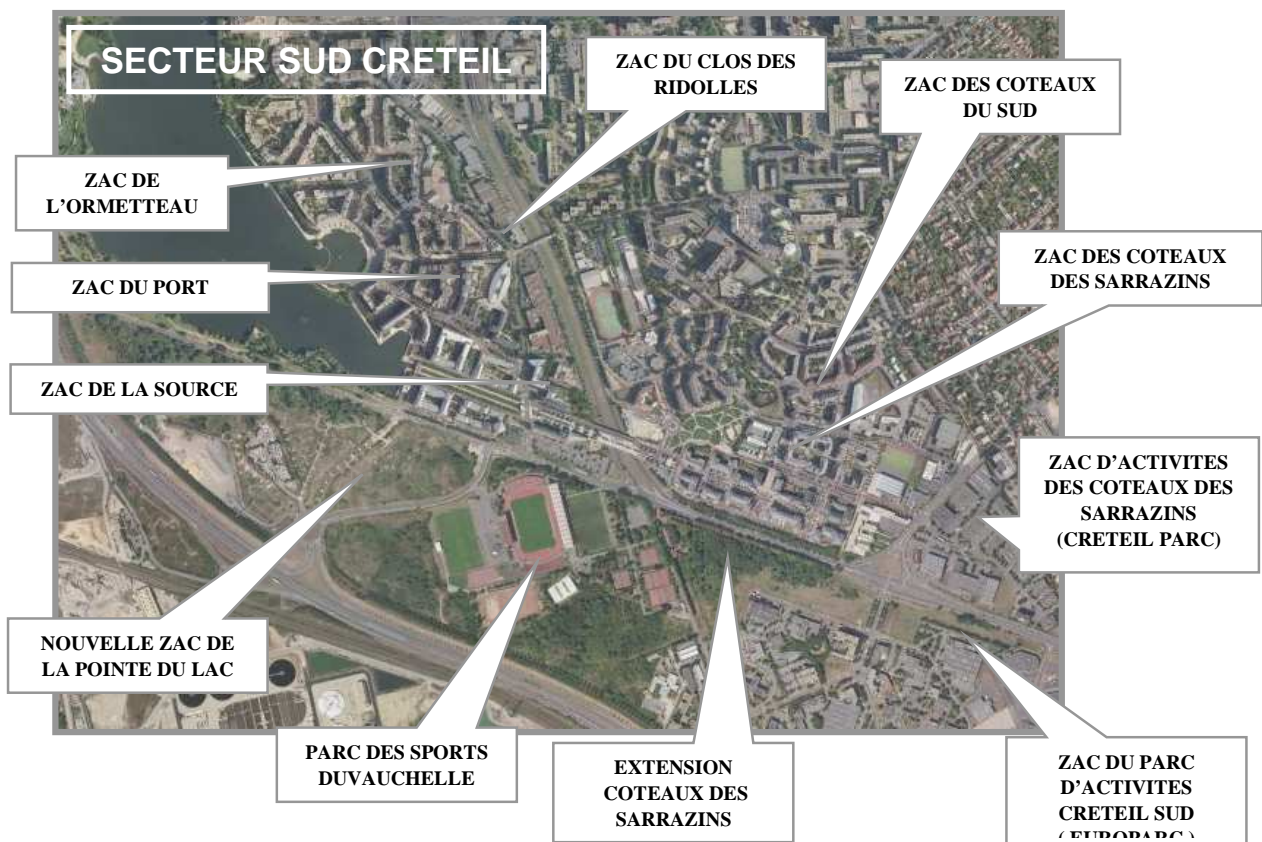 SECTEUR SUD CRETEIL
ZAC DU CLOS DES
RIDOLLES
ZAC DES COTEAUX
DU SUD
ZAC DE
L'ORMETTEAU
ZAC DES COTEAUX
DES SARRAZINS
ZAC DU PORT
ZAC DE LA SOURCE
ZAC D'ACTIVITES
DES COTEAUX DES
SARRAZINS
(CRETEIL PARC)
NOUVELLE ZAC DE
LA POINTE DU LAC
PARC DES SPORTS
DUVAUCHELLE
EXTENSION
COTEAUX DES
SARRAZINS
ZAC DU PARC
D'ACTIVITES
CRETEIL SUD
( EUROPARC )